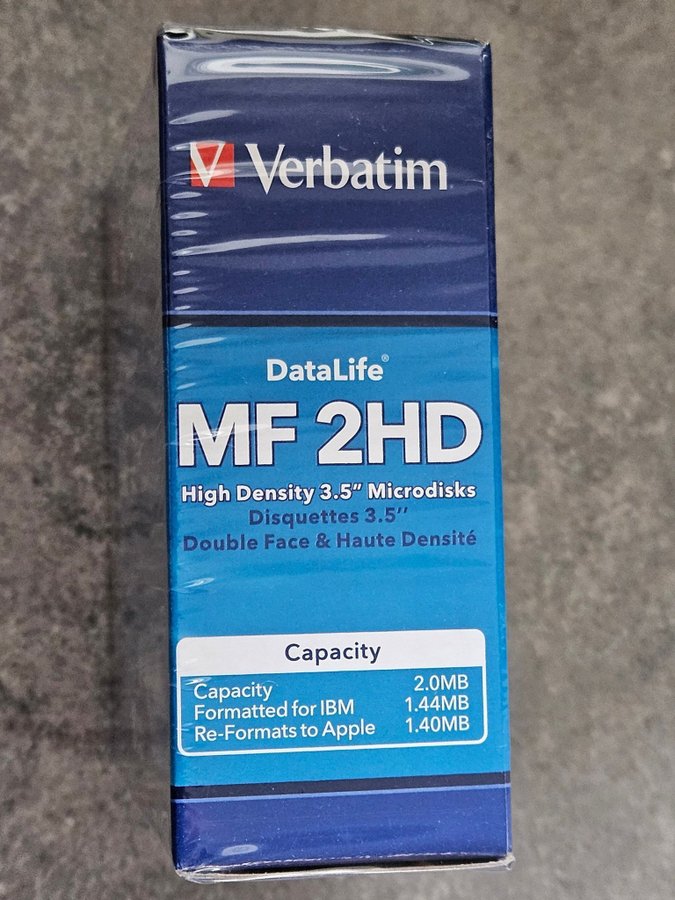 Verbatim
DataLife®
MF 2HD
High Density 3.5" Microdisks
Disquettes 3.5''
Double Face & Haute Densité
Capacity
Capacity 2.0MB
Formatted for IBM 1.44MB
Re-Formats to Apple 1.40MB